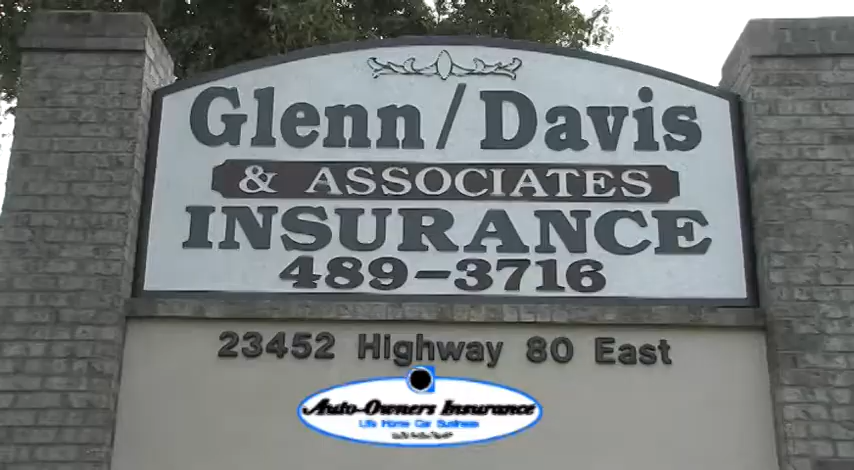 Glenn/Davis
& ASSOCIATES
INSURANCE
489-3716
23452 Highway 80 East
Auto-Owners Insurance
Life Home Car Business